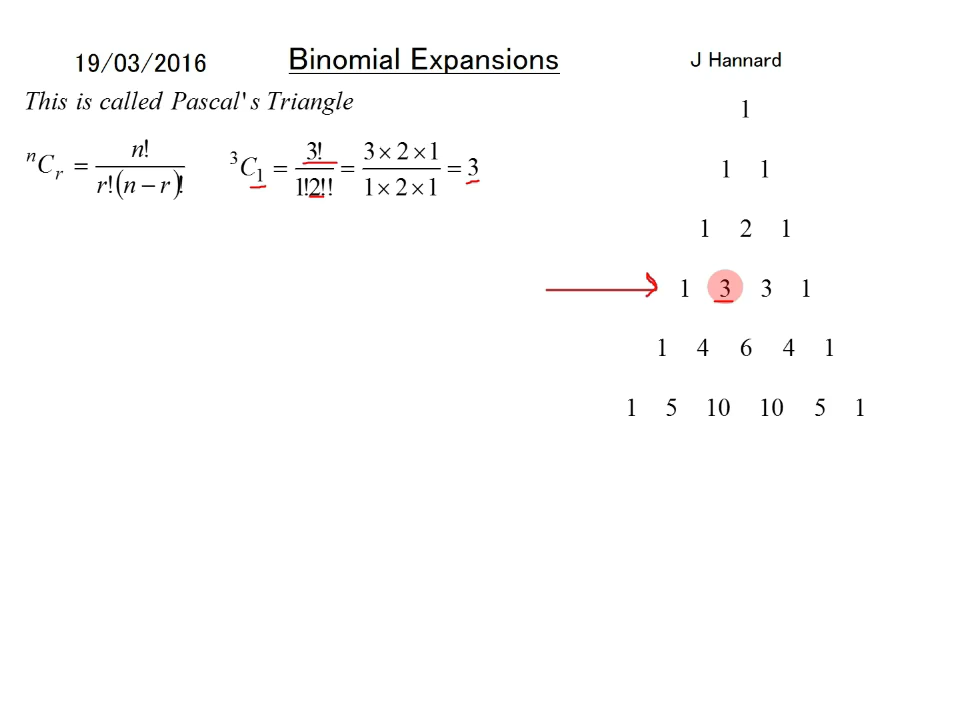 19/03/2016 Binomial Expansions J Hannard
This is called Pascal's Triangle
ⁿCᵣ = n! / r!(n − r)! ³C₁ = 3! / 1!2!! = 3 × 2 × 1 / 1 × 2 × 1 = 3
1
1 1
1 2 1
1 3 3 1
1 4 6 4 1
1 5 10 10 5 1